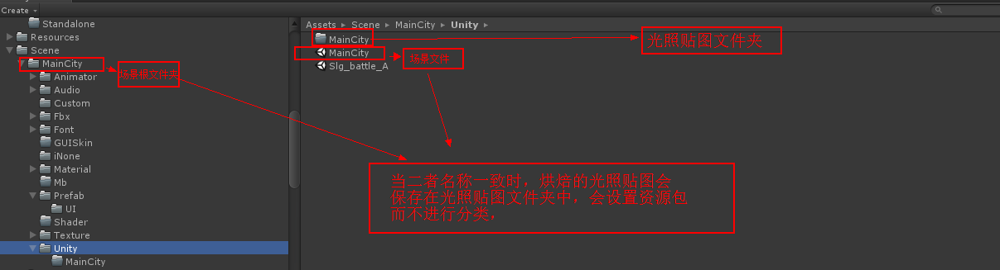 Create
Standalone
Resources
Scene
MainCity
Animator
Audio
Custom
Fbx
Font
GUISkin
iNone
Material
Mb
Prefab
UI
Shader
Texture
Unity
MainCity
场景根文件夹
Assets ▸ Scene ▸ MainCity ▸ Unity ▸
MainCity
MainCity
Slg_battle_A
光照贴图文件夹
场景文件
当二者名称一致时，烘焙的光照贴图会
保存在光照贴图文件夹中，会设置资源包
而不进行分类，